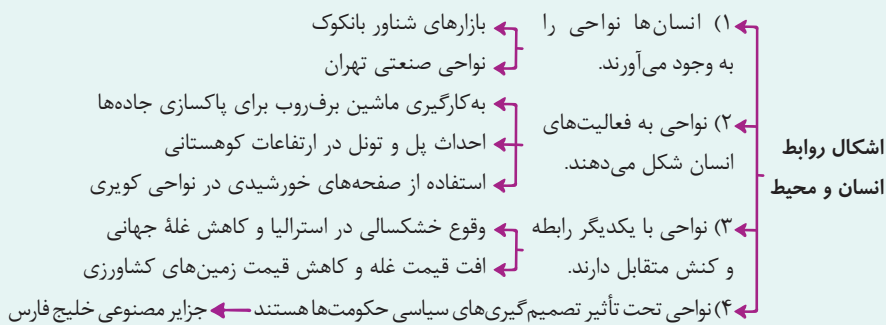 اشکال روابط
انسان و محیط
۱) انسان‌ها نواحی را
به وجود می‌آورند.
بازارهای شناور بانکوک
نواحی صنعتی تهران
۲) نواحی به فعالیت‌های
انسان شکل می‌دهند.
به‌کارگیری ماشین برف‌روب برای پاکسازی جاده‌ها
احداث پل و تونل در ارتفاعات کوهستانی
استفاده از صفحه‌های خورشیدی در نواحی کویری
۳) نواحی با یکدیگر رابطه
و کنش متقابل دارند.
وقوع خشکسالی در استرالیا و کاهش غلۀ جهانی
افت قیمت غله و کاهش قیمت زمین‌های کشاورزی
۴) نواحی تحت تأثیر تصمیم‌گیری‌های سیاسی حکومت‌ها هستند
جزایر مصنوعی خلیج فارس